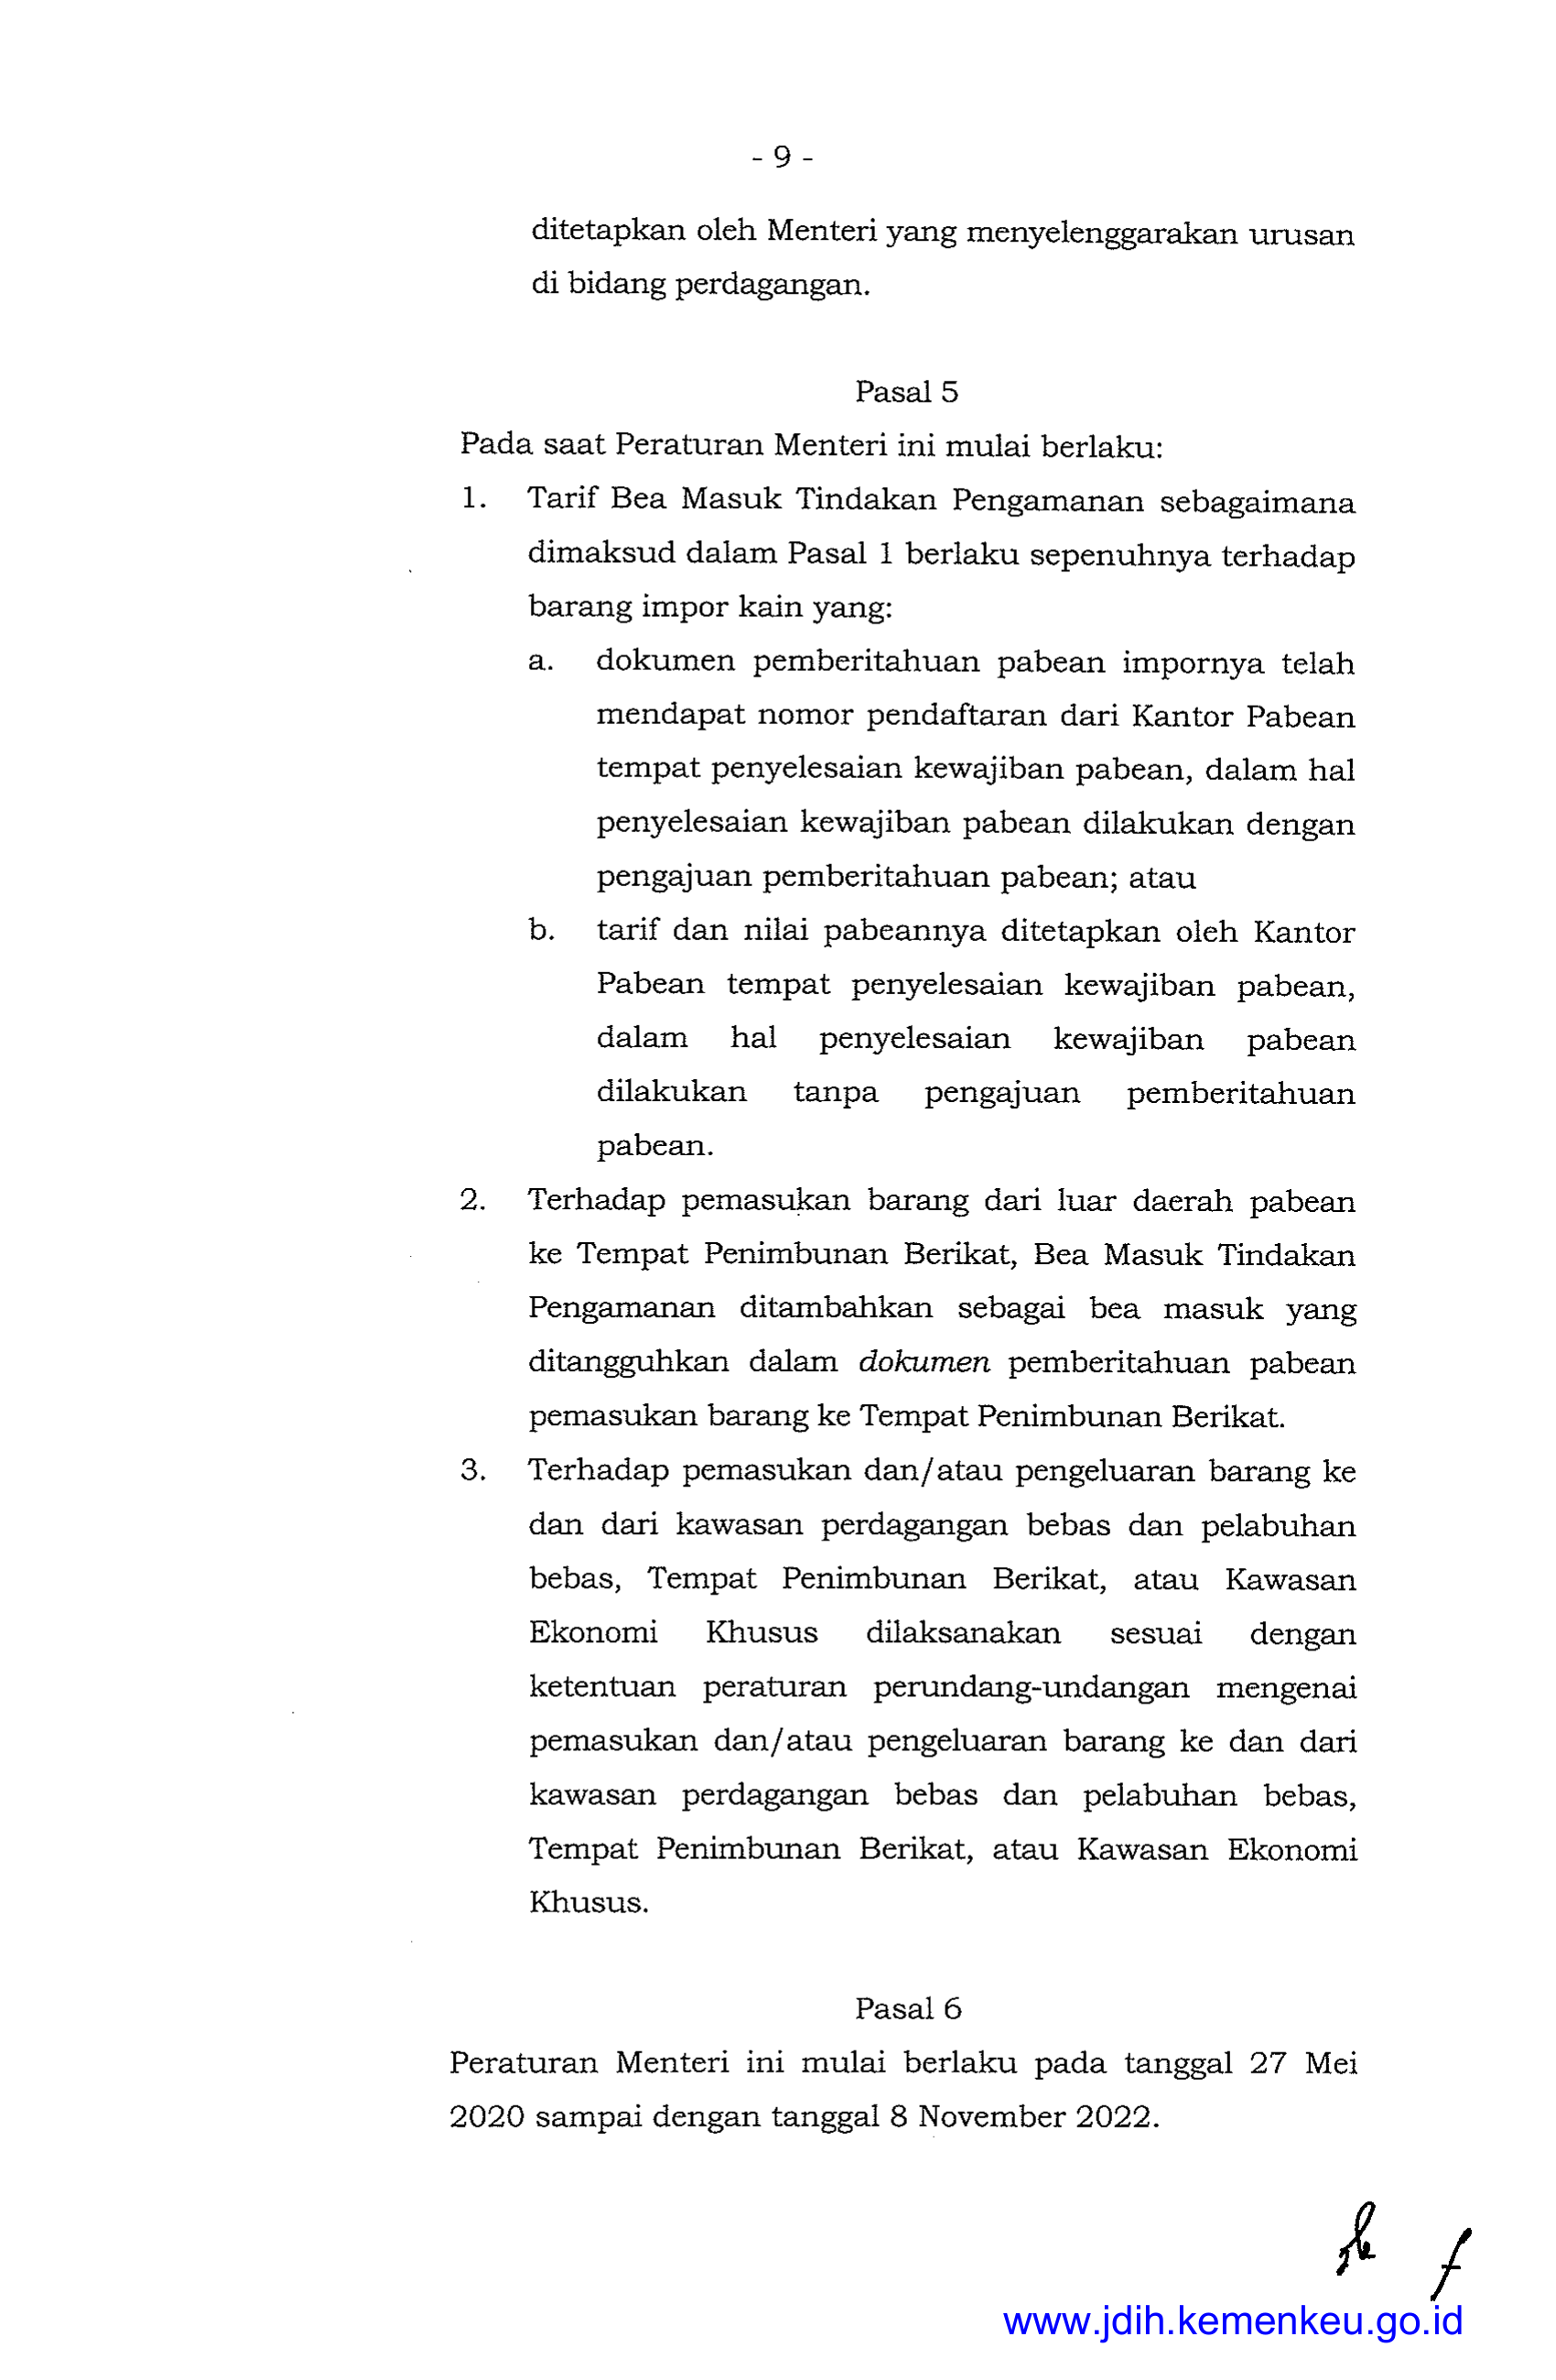 - 9 -
ditetapkan oleh Menteri yang menyelenggarakan urusan
di bidang perdagangan.
Pasal 5
Pada saat Peraturan Menteri ini mulai berlaku:
1. Tarif Bea Masuk Tindakan Pengamanan sebagaimana
dimaksud dalam Pasal 1 berlaku sepenuhnya terhadap
barang impor kain yang:
a. dokumen pemberitahuan pabean impornya telah
mendapat nomor pendaftaran dari Kantor Pabean
tempat penyelesaian kewajiban pabean, dalam hal
penyelesaian kewajiban pabean dilakukan dengan
pengajuan pemberitahuan pabean; atau
b. tarif dan nilai pabeannya ditetapkan oleh Kantor
Pabean tempat penyelesaian kewajiban pabean,
dalam hal penyelesaian kewajiban pabean
dilakukan tanpa pengajuan pemberitahuan
pabean.
2. Terhadap pemasukan barang dari luar daerah pabean
ke Tempat Penimbunan Berikat, Bea Masuk Tindakan
Pengamanan ditambahkan sebagai bea masuk yang
ditangguhkan dalam dokumen pemberitahuan pabean
pemasukan barang ke Tempat Penimbunan Berikat.
3. Terhadap pemasukan dan/atau pengeluaran barang ke
dan dari kawasan perdagangan bebas dan pelabuhan
bebas, Tempat Penimbunan Berikat, atau Kawasan
Ekonomi Khusus dilaksanakan sesuai dengan
ketentuan peraturan perundang-undangan mengenai
pemasukan dan/atau pengeluaran barang ke dan dari
kawasan perdagangan bebas dan pelabuhan bebas,
Tempat Penimbunan Berikat, atau Kawasan Ekonomi
Khusus.
Pasal 6
Peraturan Menteri ini mulai berlaku pada tanggal 27 Mei
2020 sampai dengan tanggal 8 November 2022.
www.jdih.kemenkeu.go.id